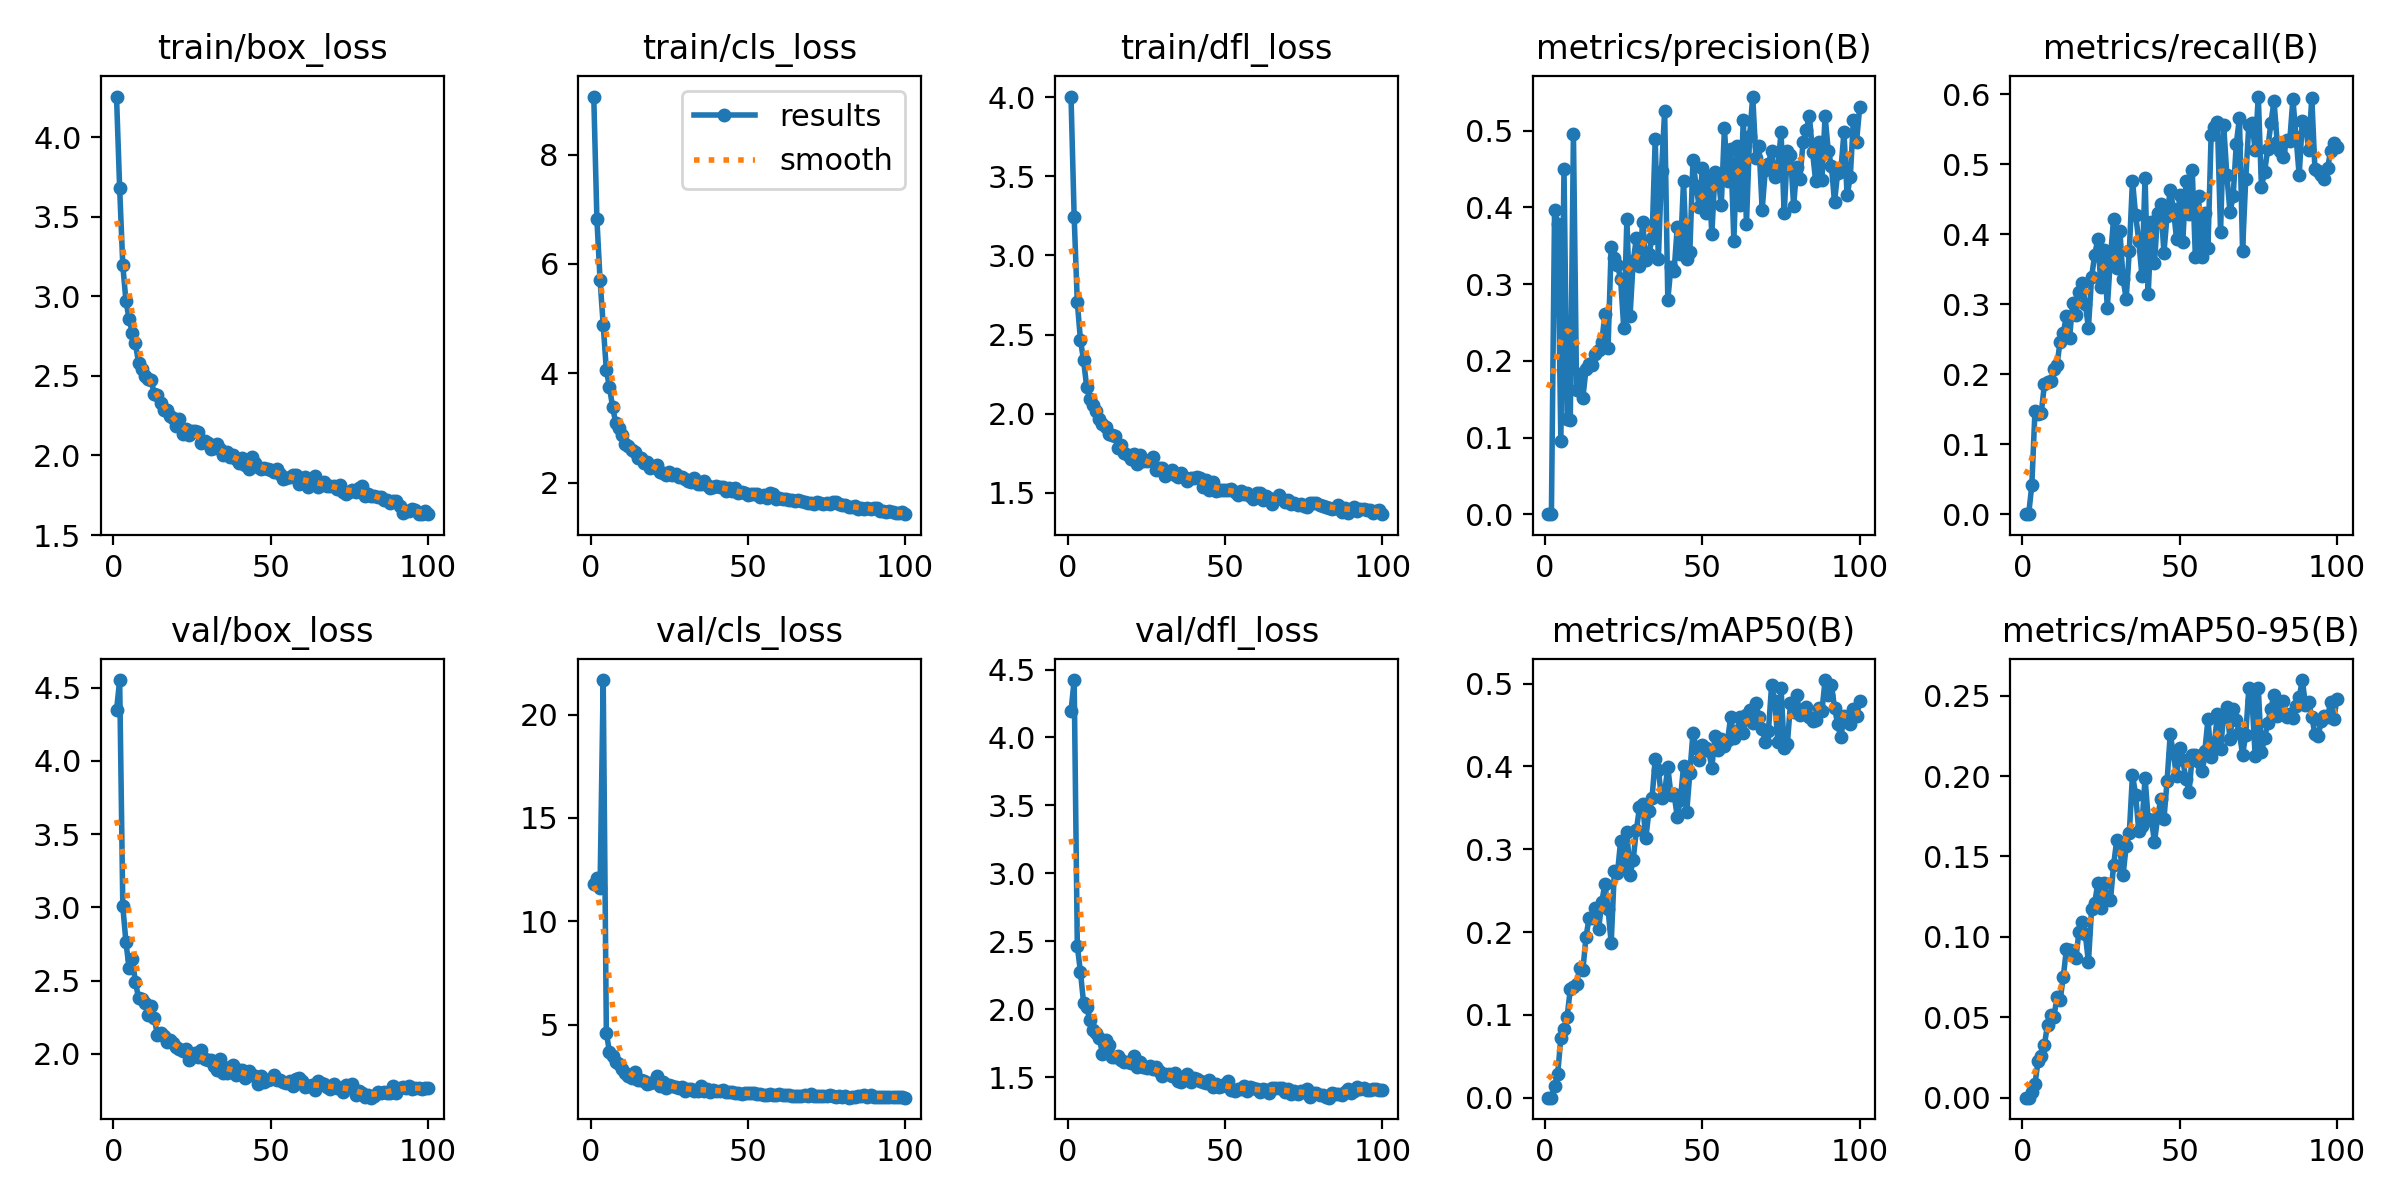 train/box_loss
train/cls_loss
train/dfl_loss
metrics/precision(B)
metrics/recall(B)
4.0
3.5
3.0
2.5
2.0
1.5
0 50 100
results
smooth
8
6
4
2
0 50 100
4.0
3.5
3.0
2.5
2.0
1.5
0 50 100
0.5
0.4
0.3
0.2
0.1
0.0
0 50 100
0.6
0.5
0.4
0.3
0.2
0.1
0.0
0 50 100
val/box_loss
val/cls_loss
val/dfl_loss
metrics/mAP50(B)
metrics/mAP50-95(B)
4.5
4.0
3.5
3.0
2.5
2.0
0 50 100
20
15
10
5
0 50 100
4.5
4.0
3.5
3.0
2.5
2.0
1.5
0 50 100
0.5
0.4
0.3
0.2
0.1
0.0
0 50 100
0.25
0.20
0.15
0.10
0.05
0.00
0 50 100